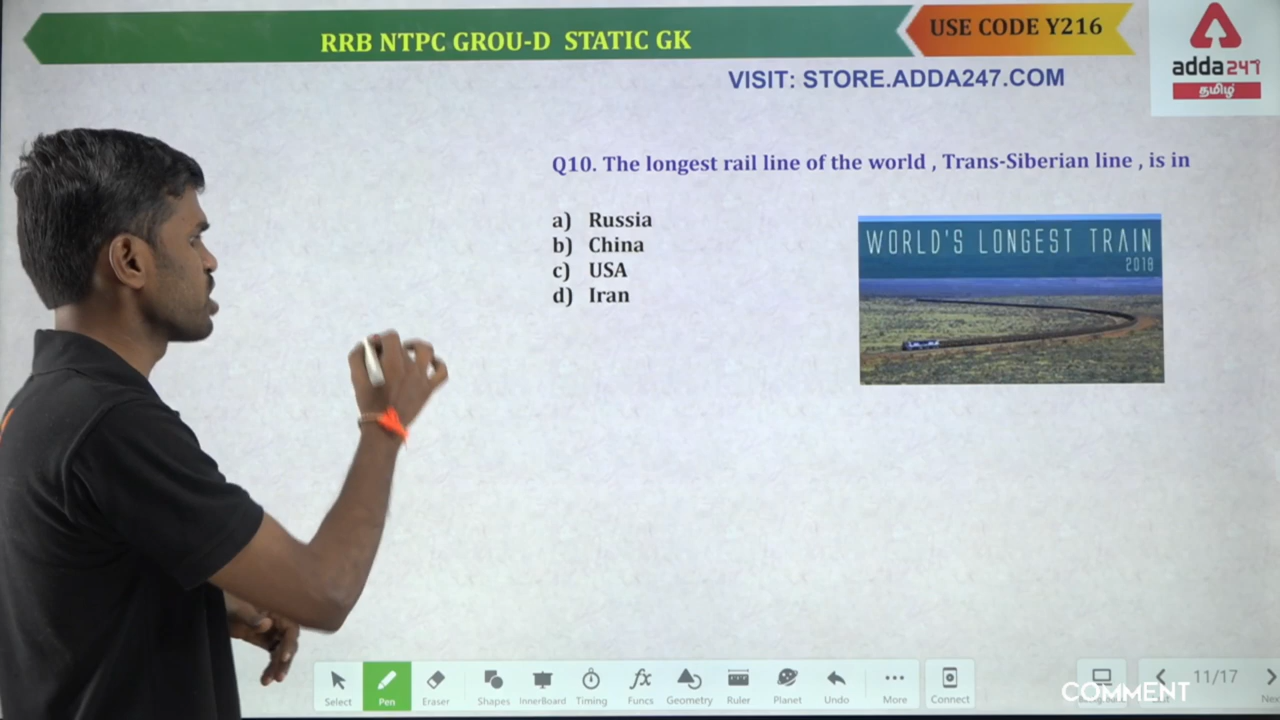 RRB NTPC GROU-D STATIC GK
USE CODE Y216
adda247
தமிழ்
VISIT: STORE.ADDA247.COM
Q10. The longest rail line of the world , Trans-Siberian line , is in
a) Russia
b) China
c) USA
d) Iran
WORLD'S LONGEST TRAIN
2018
Select Pen Eraser Shapes InnerBoard Timing Funcs Geometry Ruler Planet Undo More Connect
11/17
COMMENT